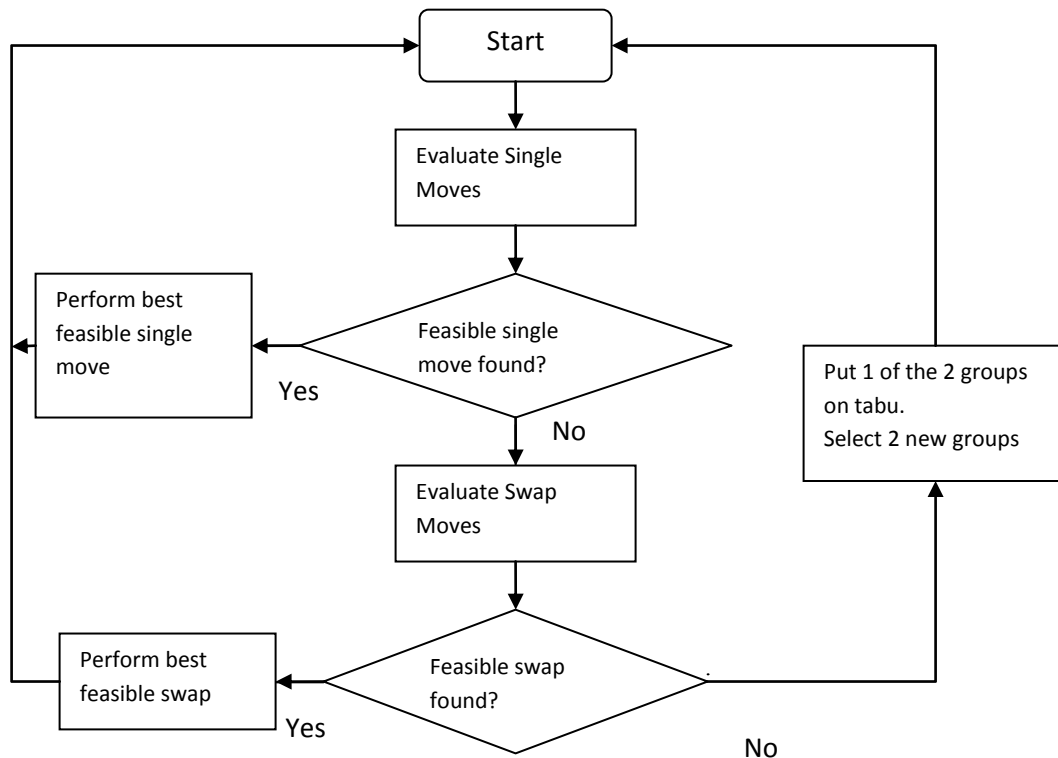 Start
Evaluate Single
Moves
Perform best
feasible single
move
Feasible single
move found?
Yes
No
Put 1 of the 2 groups
on tabu.
Select 2 new groups
Evaluate Swap
Moves
Perform best
feasible swap
Feasible swap
found?
Yes
No